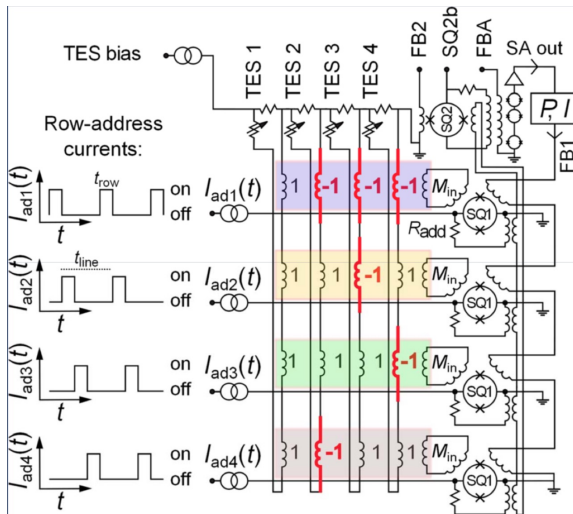 TES bias
TES 1
TES 2
TES 3
TES 4
FB2
SQ2b
FBA
SA out
SQ2
P, I
FB1
Row-address
currents:
I_ad1(t)
t_row
on
off
t
I_ad1(t)
1 -1 -1 -1
M_in
R_add
SQ1
I_ad2(t)
t_line
on
off
t
I_ad2(t)
1 1 -1 1
M_in
SQ1
I_ad3(t)
on
off
t
I_ad3(t)
1 1 1 -1
M_in
SQ1
I_ad4(t)
on
off
t
I_ad4(t)
1 -1 1 1
M_in
SQ1